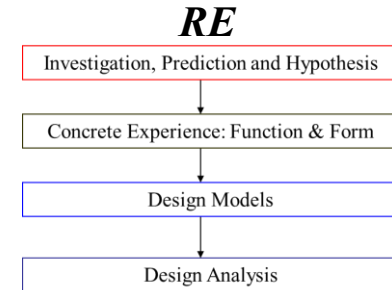 RE
Investigation, Prediction and Hypothesis
Concrete Experience: Function & Form
Design Models
Design Analysis